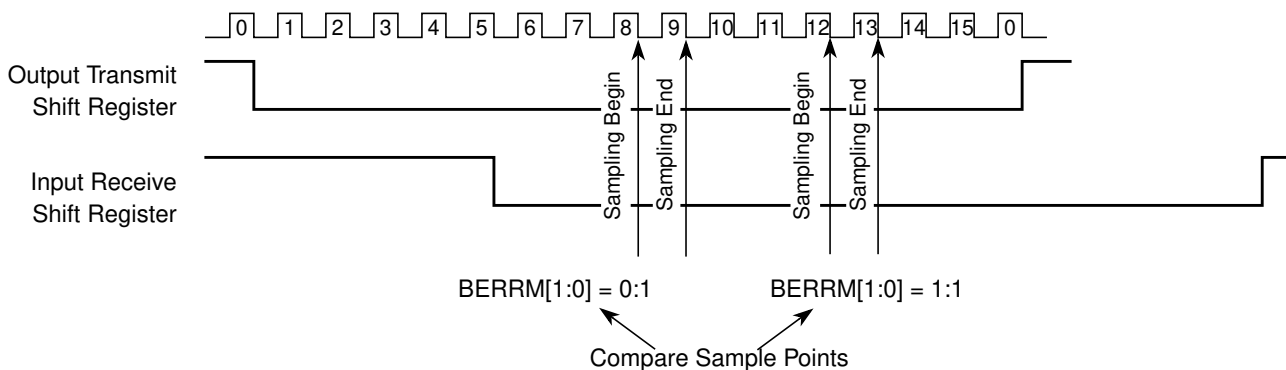 0 1 2 3 4 5 6 7 8 9 10 11 12 13 14 15 0
Output Transmit
Shift Register
Input Receive
Shift Register
Sampling Begin
Sampling End
Sampling Begin
Sampling End
BERRM[1:0] = 0:1
BERRM[1:0] = 1:1
Compare Sample Points